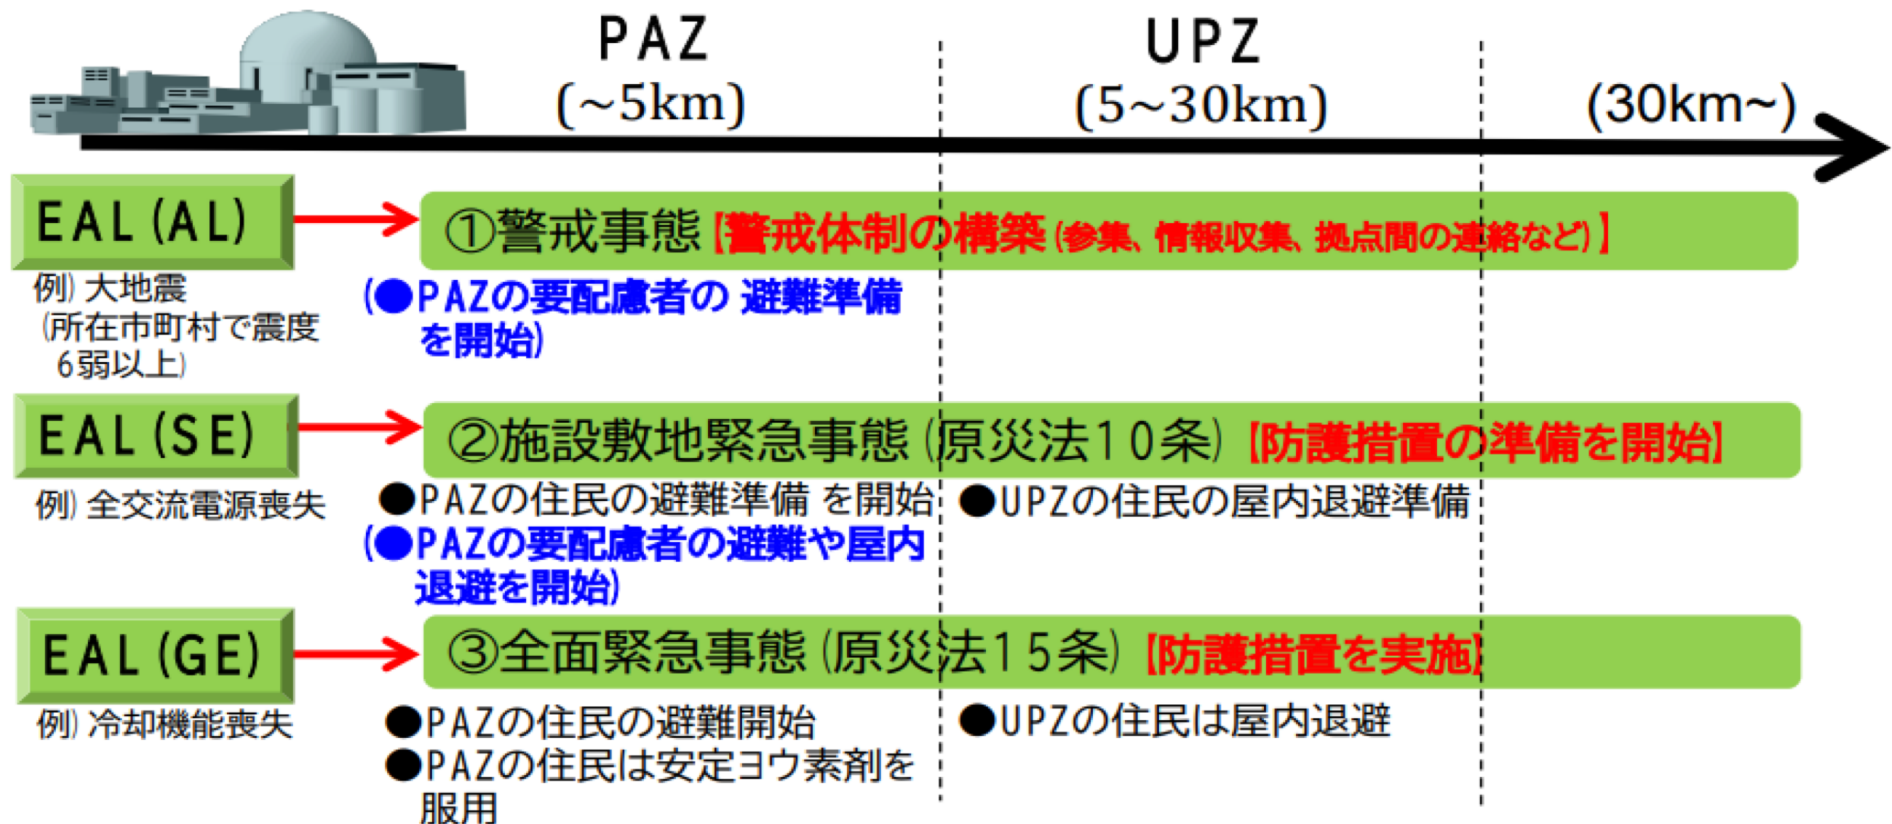 PAZ
(~5km)
UPZ
(5~30km)
(30km~)
EAL(AL)
①警戒事態【警戒体制の構築(参集、情報収集、拠点間の連絡など)】
例) 大地震
(所在市町村で震度
6弱以上)
(●PAZの要配慮者の 避難準備
を開始)
EAL(SE)
②施設敷地緊急事態(原災法10条)【防護措置の準備を開始】
例) 全交流電源喪失
●PAZの住民の避難準備 を開始
●UPZの住民の屋内退避準備
(●PAZの要配慮者の避難や屋内
退避を開始)
EAL(GE)
③全面緊急事態(原災法15条)【防護措置を実施】
例) 冷却機能喪失
●PAZの住民の避難開始
●UPZの住民は屋内退避
●PAZの住民は安定ヨウ素剤を
服用